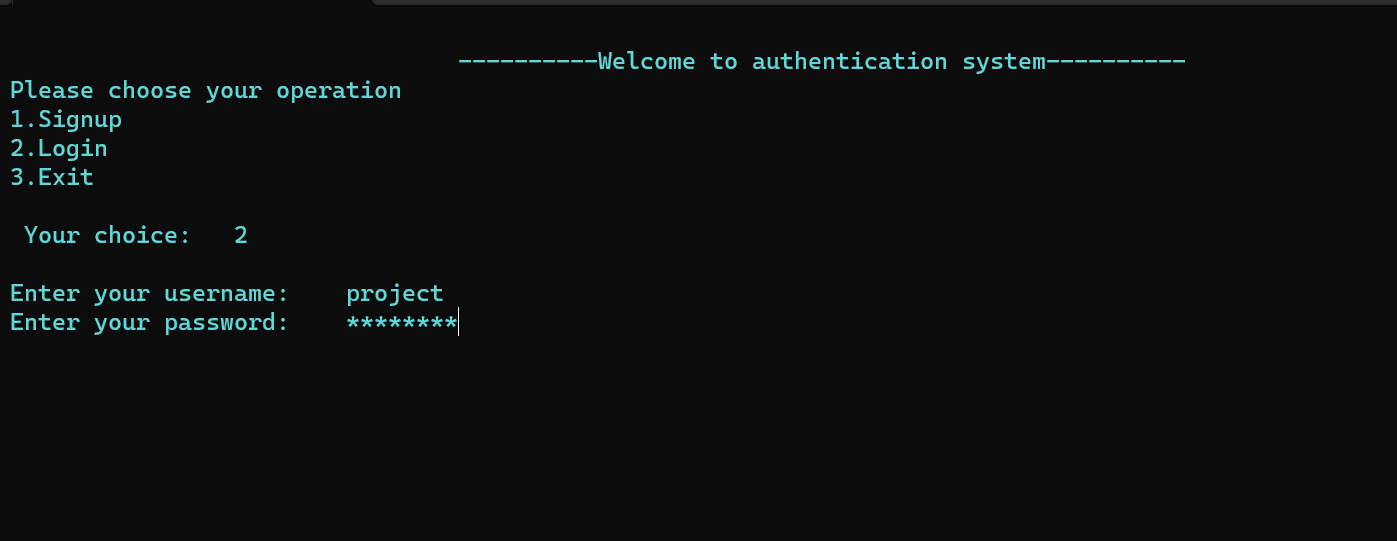 ----------Welcome to authentication system----------
Please choose your operation
1.Signup
2.Login
3.Exit
Your choice:   2
Enter your username:    project
Enter your password:    ********